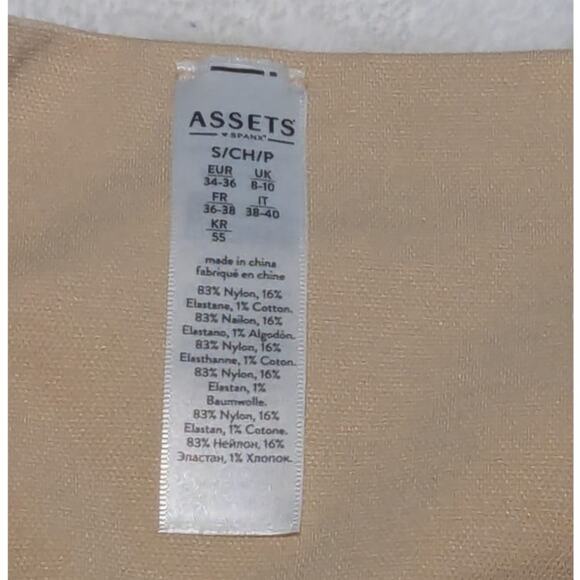 ASSETS
♥ SPANX
S/CH/P
EUR UK
34-36 8-10
FR IT
36-38 38-40
KR
55
made in china
fabriqué en chine
83% Nylon, 16%
Elastane, 1% Cotton.
83% Nailon, 16%
Elastano, 1% Algodón.
83% Nylon, 16%
Elasthanne, 1% Coton.
83% Nylon, 16%
Elastan, 1%
Baumwolle.
83% Nylon, 16%
Elastan, 1% Cotone.
83% Нейлон, 16%
Эластан, 1% Хлопок.